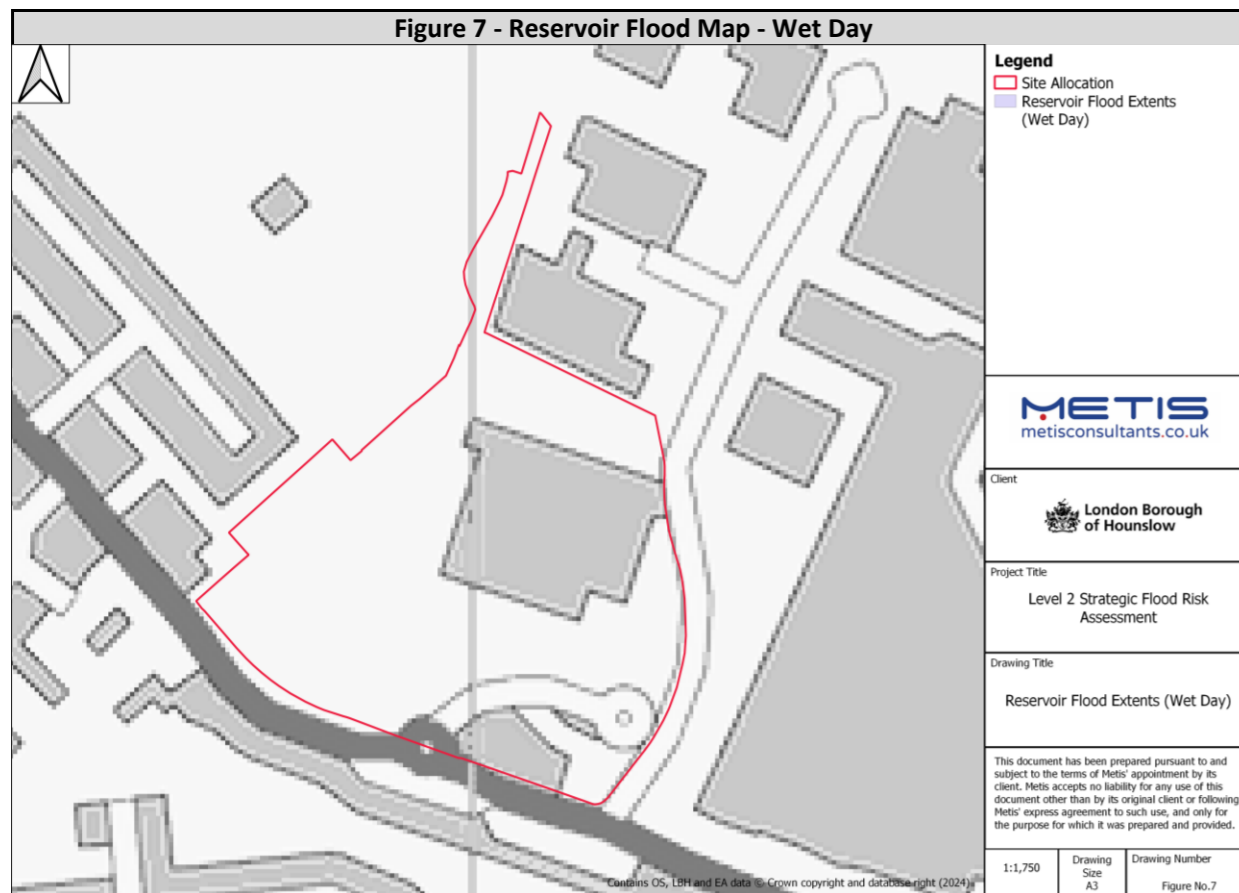 Figure 7 - Reservoir Flood Map - Wet Day
Legend
Site Allocation
Reservoir Flood Extents
(Wet Day)
METIS
metisconsultants.co.uk
Client
London Borough
of Hounslow
Project Title
Level 2 Strategic Flood Risk
Assessment
Drawing Title
Reservoir Flood Extents (Wet Day)
This document has been prepared pursuant to and
subject to the terms of Metis' appointment by its
client. Metis accepts no liability for any use of this
document other than by its original client or following
Metis' express agreement to such use, and only for
the purpose for which it was prepared and provided.
1:1,750
Drawing
Size
A3
Drawing Number
Figure No.7
Contains OS, LBH and EA data © Crown copyright and database right (2024)